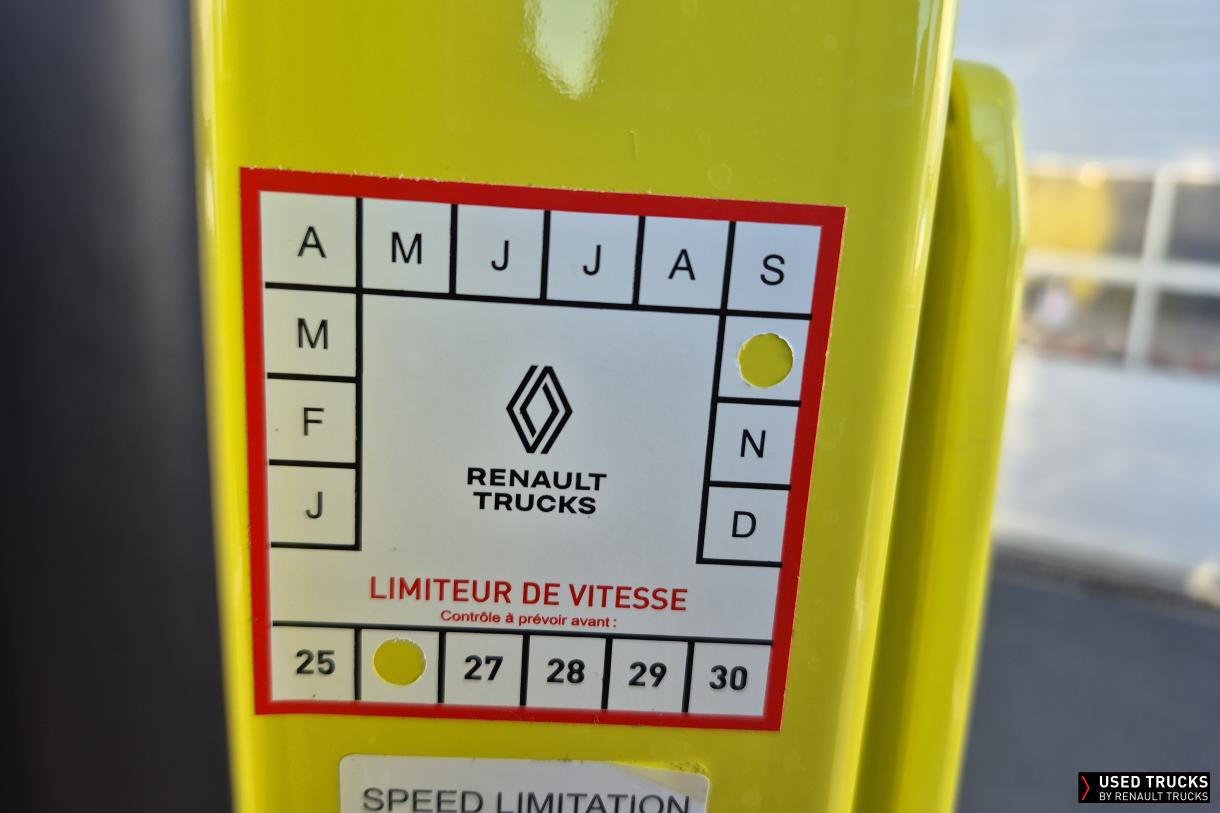 A M J J A S
M
F N
J D
RENAULT
TRUCKS
LIMITEUR DE VITESSE
Contrôle à prévoir avant :
25 27 28 29 30
SPEED LIMITATION
USED TRUCKS
BY RENAULT TRUCKS